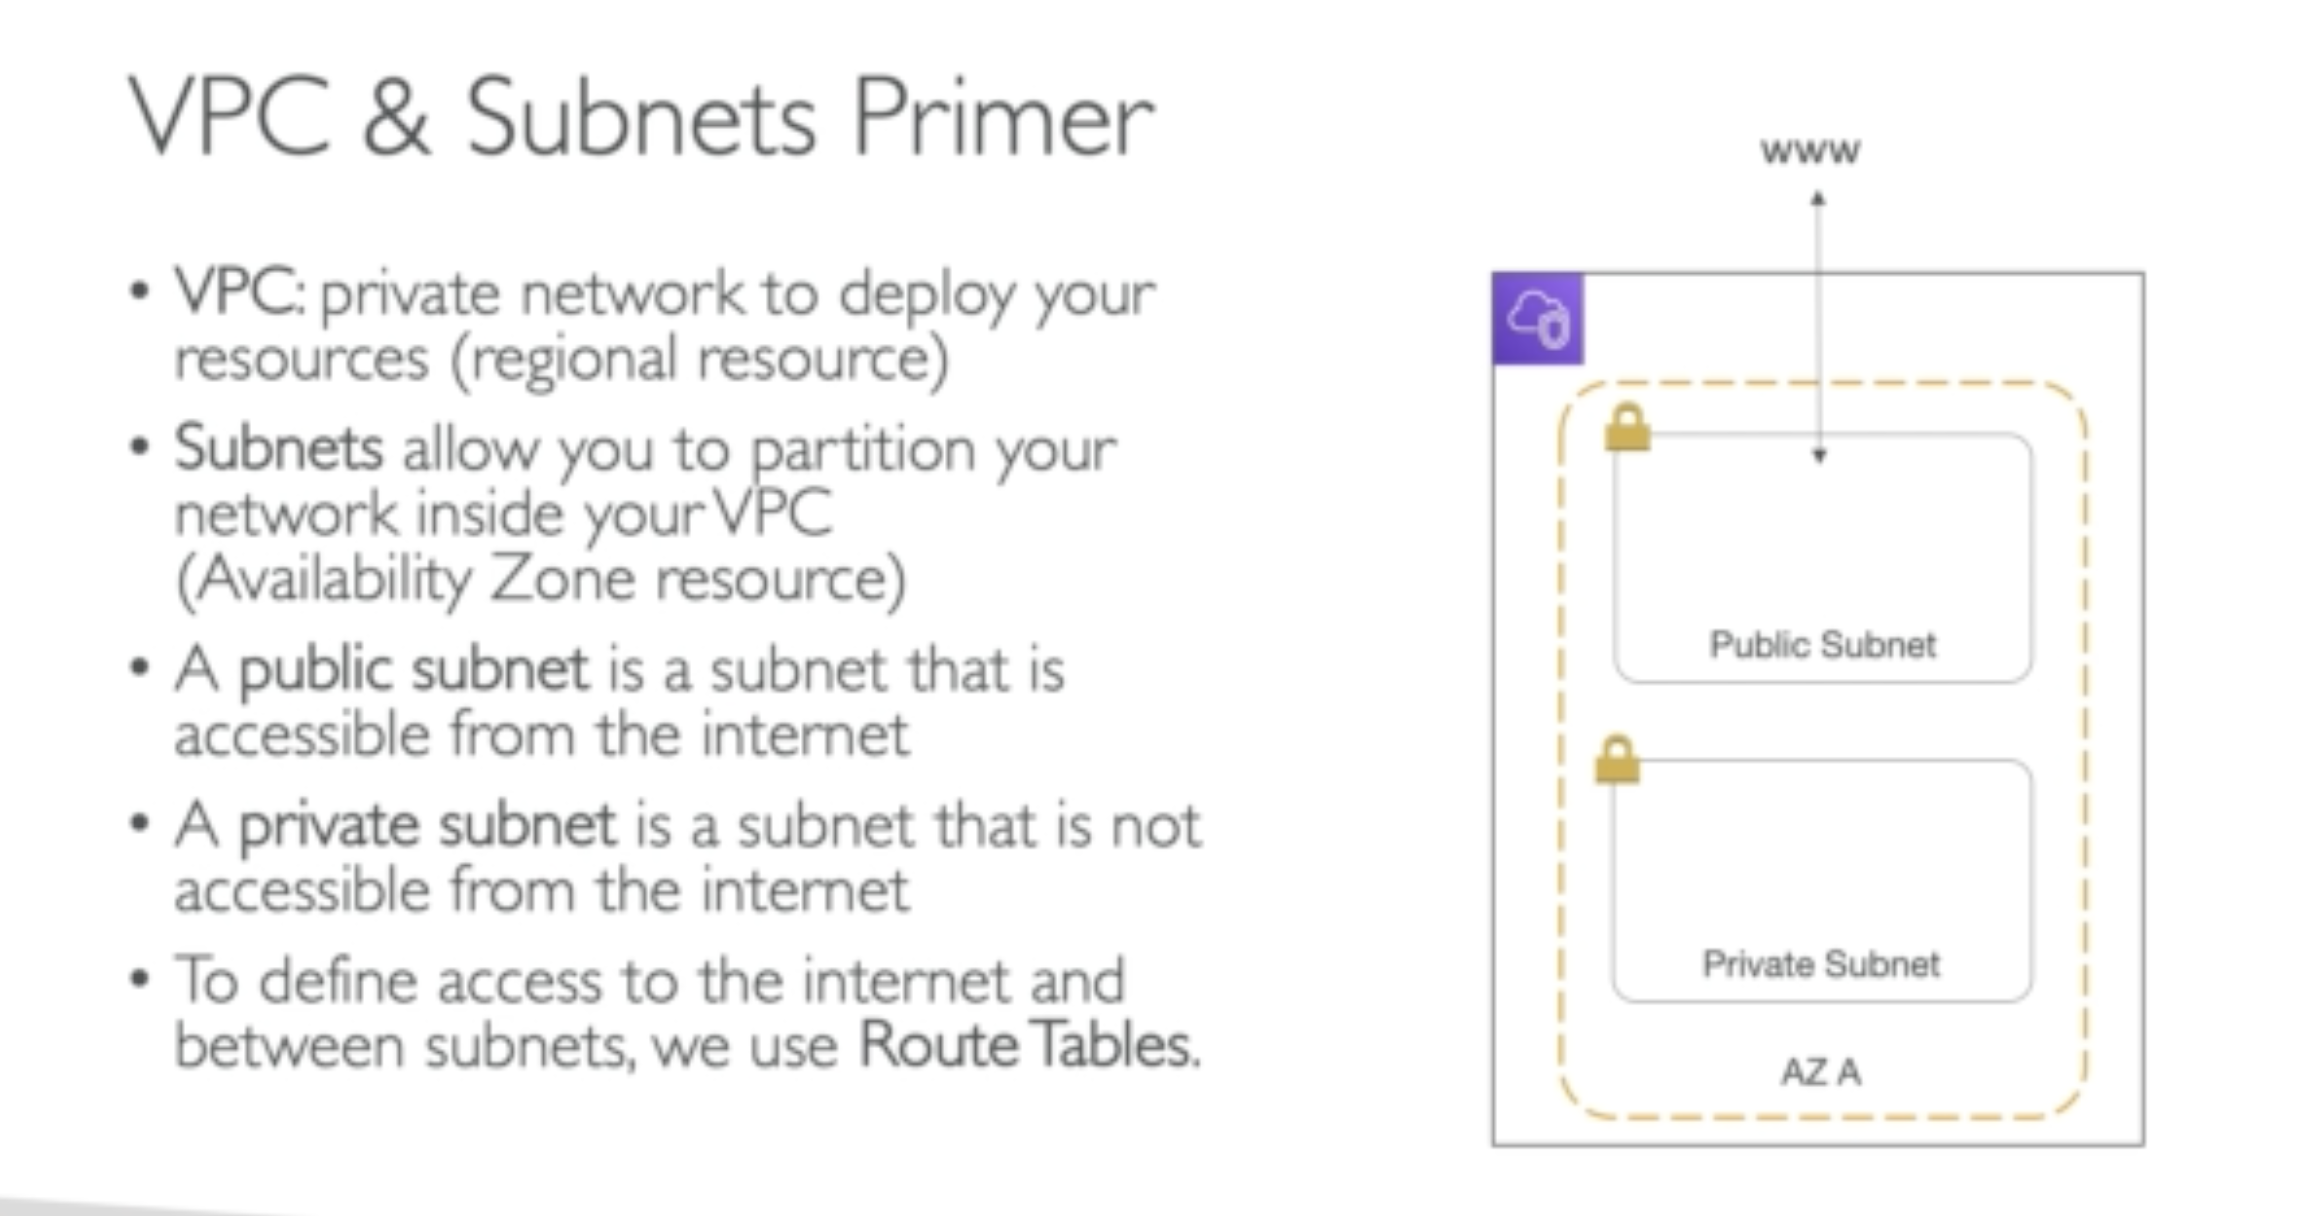 VPC & Subnets Primer
• VPC: private network to deploy your
resources (regional resource)
• Subnets allow you to partition your
network inside your VPC
(Availability Zone resource)
• A public subnet is a subnet that is
accessible from the internet
• A private subnet is a subnet that is not
accessible from the internet
• To define access to the internet and
between subnets, we use Route Tables.
www
Public Subnet
Private Subnet
AZ A